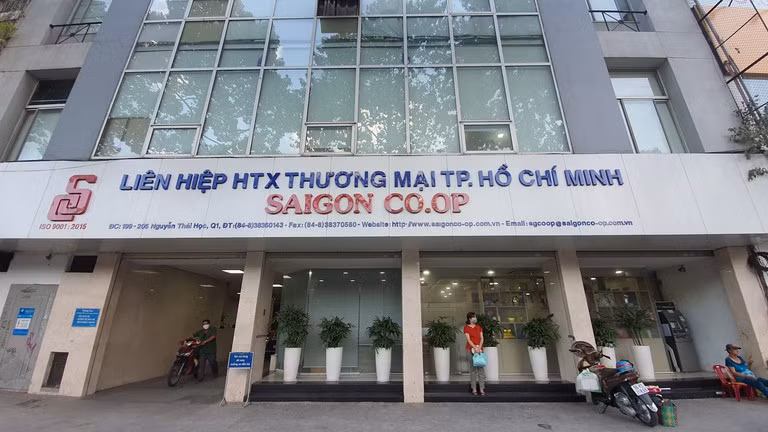 LIÊN HIỆP HTX THƯƠNG MẠI TP. HỒ CHÍ MINH
SAIGON CO.OP
ISO 9001 : 2015
ĐC: 199 - 205 Nguyễn Thái Học, Q1, ĐT: (84-8)38360143 - Fax: (84-8)38370560 - Website: http://www.saigonco-op.com.vn - Email: sgcoop@saigonco-op.com.vn